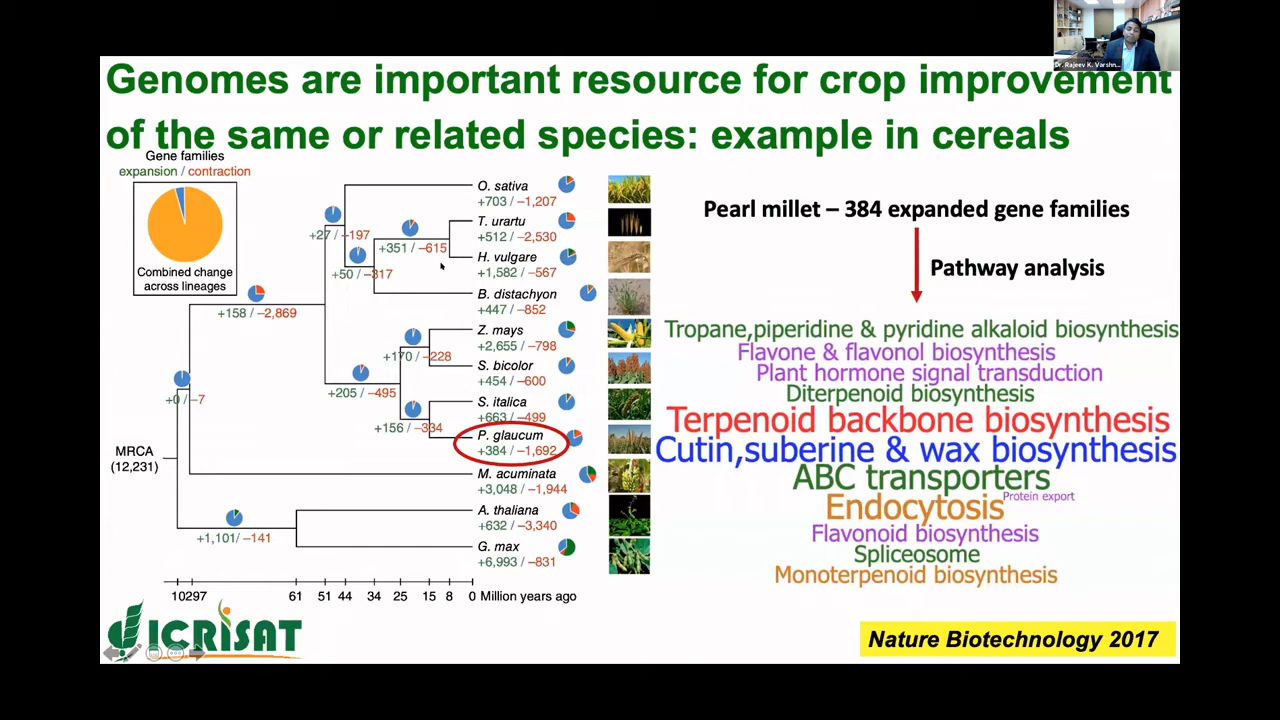 Dr. Rajeev K. Varshn...
Genomes are important resource for crop improvement
of the same or related species: example in cereals
Gene families
expansion / contraction
Combined change
across lineages
O. sativa
+703 / −1,207
T. urartu
+512 / −2,530
H. vulgare
+1,582 / −567
B. distachyon
+447 / −852
Z. mays
+2,655 / −798
S. bicolor
+454 / −600
S. italica
+663 / −499
P. glaucum
+384 / −1,692
M. acuminata
+3,048 / −1,944
A. thaliana
+632 / −3,340
G. max
+6,993 / −831
+27 / −197
+351 / −615
+50 / −317
+158 / −2,869
+170 / −228
+205 / −495
+156 / −334
+0 / −7
MRCA
(12,231)
+1,101 / −141
10297 61 51 44 34 25 15 8 0 Million years ago
Pearl millet – 384 expanded gene families
Pathway analysis
Tropane,piperidine & pyridine alkaloid biosynthesis
Flavone & flavonol biosynthesis
Plant hormone signal transduction
Diterpenoid biosynthesis
Terpenoid backbone biosynthesis
Cutin,suberine & wax biosynthesis
ABC transporters
Endocytosis
Protein export
Flavonoid biosynthesis
Spliceosome
Monoterpenoid biosynthesis
ICRISAT
Nature Biotechnology 2017